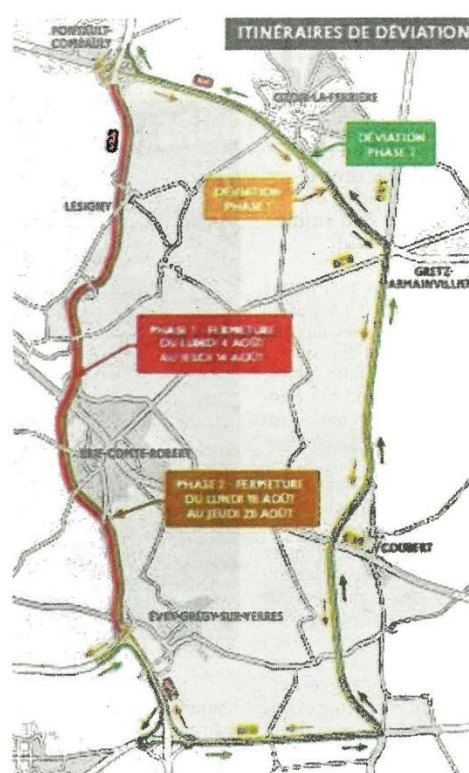 ITINÉRAIRES DE DÉVIATION
PONTAULT-
COMBAULT
OZOIR-LA-FERRIÈRE
DÉVIATION
PHASE 2
DÉVIATION
PHASE 1
LÉSIGNY
GRETZ-
ARMAINVILLIERS
PHASE 1 - FERMETURE
DU LUNDI 4 AOÛT
AU JEUDI 14 AOÛT
BRIE-COMTE-ROBERT
PHASE 2 - FERMETURE
DU LUNDI 18 AOÛT
AU JEUDI 28 AOÛT
COUBERT
ÉVRY-GRÉGY-SUR-YERRES